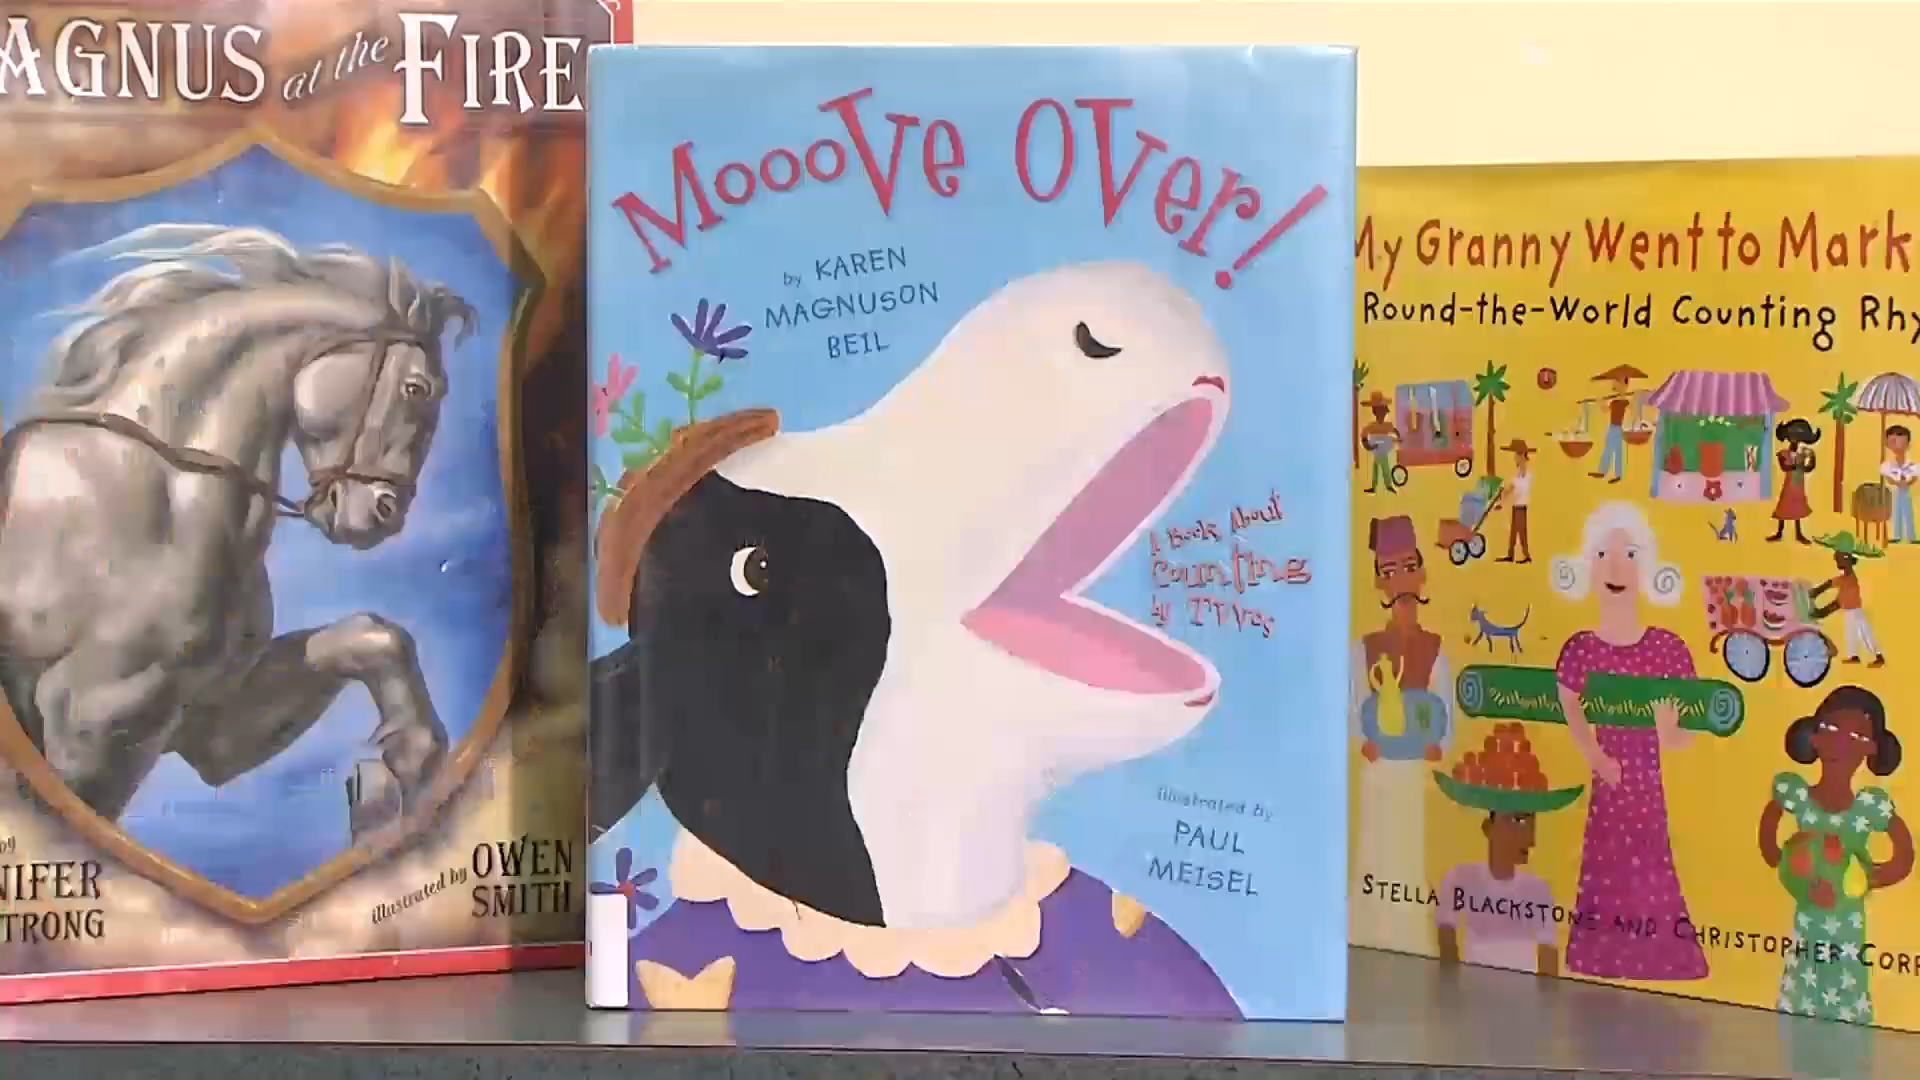 AGNUS at the FIRE
by
NIFER
TRONG
illustrated by OWEN
SMITH
MoooVe OVer!
by KAREN
MAGNUSON
BEIL
A Book About
Counting
by TWos
illustrated by
PAUL
MEISEL
My Granny Went to Mark
Round-the-World Counting Rhy
STELLA BLACKSTONE AND CHRISTOPHER CORR